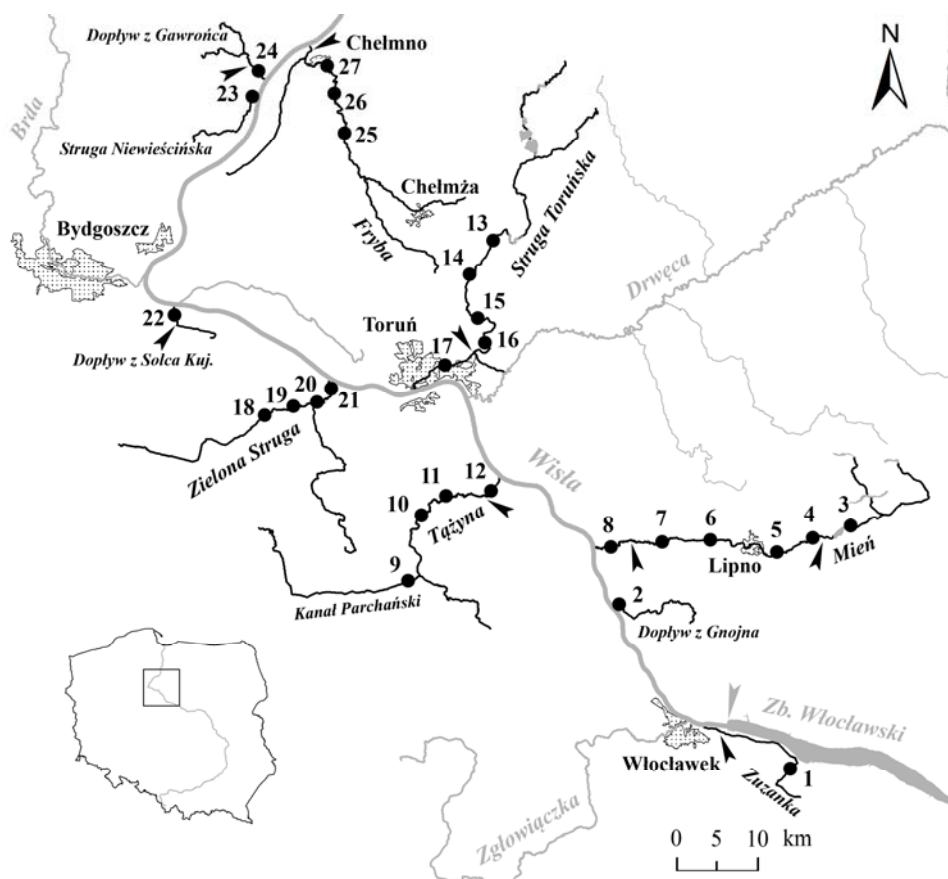 Dopływ z Gawrońca
24
Chełmno
N
27
23
26
Brda
25
Struga Niewieścińska
Chełmża
Bydgoszcz
Fryba
13
Struga Toruńska
14
Drwęca
15
22
Toruń
16
17
Dopływ z Solca Kuj.
18
19
20
21
Zielona Struga
Wisła
12
11
10
Tążyna
8
7
6
5
4
3
Mień
Lipno
9
2
Kanał Parchański
Dopływ z Gnojna
Zb. Włocławski
Włocławek
1
Zuzanka
Zgłowiączka
0 5 10 km